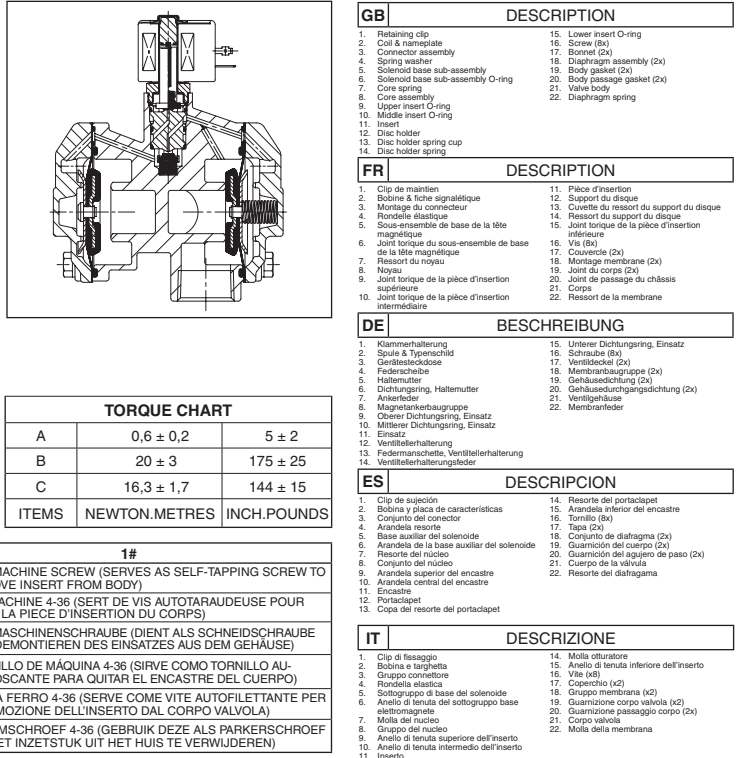 TORQUE CHART
A 0,6 ± 0,2 5 ± 2
B 20 ± 3 175 ± 25
C 16,3 ± 1,7 144 ± 15
ITEMS NEWTON.METRES INCH.POUNDS
1#
MACHINE SCREW (SERVES AS SELF-TAPPING SCREW TO
OVE INSERT FROM BODY)
MACHINE 4-36 (SERT DE VIS AUTOTARAUDEUSE POUR
LA PIECE D'INSERTION DU CORPS)
MASCHINENSCHRAUBE (DIENT ALS SCHNEIDSCHRAUBE
DEMONTIEREN DES EINSATZES AUS DEM GEHÄUSE)
ILLO DE MÁQUINA 4-36 (SIRVE COMO TORNILLO AU-
OSCANTE PARA QUITAR EL ENCASTRE DEL CUERPO)
A FERRO 4-36 (SERVE COME VITE AUTOFILETTANTE PER
MOZIONE DELL'INSERTO DAL CORPO VALVOLA)
MSCHROEF 4-36 (GEBRUIK DEZE ALS PARKERSCHROEF
ET INZETSTUK UIT HET HUIS TE VERWIJDEREN)
GB DESCRIPTION
1. Retaining clip
2. Coil & nameplate
3. Connector assembly
4. Spring washer
5. Solenoid base sub-assembly
6. Solenoid base sub-assembly O-ring
7. Core spring
8. Core assembly
9. Upper insert O-ring
10. Middle insert O-ring
11. Insert
12. Disc holder
13. Disc holder spring cup
14. Disc holder spring
15. Lower insert O-ring
16. Screw (8x)
17. Bonnet (2x)
18. Diaphragm assembly (2x)
19. Body gasket (2x)
20. Body passage gasket (2x)
21. Valve body
22. Diaphragm spring
FR DESCRIPTION
1. Clip de maintien
2. Bobine & fiche signalétique
3. Montage du connecteur
4. Rondelle élastique
5. Sous-ensemble de base de la tête
magnétique
6. Joint torique du sous-ensemble de base
de la tête magnétique
7. Ressort du noyau
8. Noyau
9. Joint torique de la pièce d'insertion
supérieure
10. Joint torique de la pièce d'insertion
intermédiaire
11. Pièce d'insertion
12. Support du disque
13. Cuvette du ressort du support du disque
14. Ressort du support du disque
15. Joint torique de la pièce d'insertion
inférieure
16. Vis (8x)
17. Couvercle (2x)
18. Montage membrane (2x)
19. Joint du corps (2x)
20. Joint de passage du châssis
21. Corps
22. Ressort de la membrane
DE BESCHREIBUNG
1. Klammerhalterung
2. Spule & Typenschild
3. Gerätesteckdose
4. Federscheibe
5. Haltemutter
6. Dichtungsring, Haltemutter
7. Ankerfeder
8. Magnetankerbaugruppe
9. Oberer Dichtungsring, Einsatz
10. Mittlerer Dichtungsring, Einsatz
11. Einsatz
12. Ventiltellerhalterung
13. Federmanschette, Ventiltellerhalterung
14. Ventiltellerhalterungsfeder
15. Unterer Dichtungsring, Einsatz
16. Schraube (8x)
17. Ventildeckel (2x)
18. Membranbaugruppe (2x)
19. Gehäusedichtung (2x)
20. Gehäusedurchgangsdichtung (2x)
21. Ventilgehäuse
22. Membranfeder
ES DESCRIPCION
1. Clip de sujeción
2. Bobina y placa de características
3. Conjunto del conector
4. Arandela resorte
5. Base auxiliar del solenoide
6. Arandela de la base auxiliar del solenoide
7. Resorte del núcleo
8. Conjunto del núcleo
9. Arandela superior del encastre
10. Arandela central del encastre
11. Encastre
12. Portaclapet
13. Copa del resorte del portaclapet
14. Resorte del portaclapet
15. Arandela inferior del encastre
16. Tornillo (8x)
17. Tapa (2x)
18. Conjunto de diafragma (2x)
19. Guarnición del cuerpo (2x)
20. Guarnición del agujero de paso (2x)
21. Cuerpo de la válvula
22. Resorte del diafragama
IT DESCRIZIONE
1. Clip di fissaggio
2. Bobina e targhetta
3. Gruppo connettore
4. Rondella elastica
5. Sottogruppo di base del solenoide
6. Anello di tenuta del sottogruppo base
elettromagnete
7. Molla del nucleo
8. Gruppo del nucleo
9. Anello di tenuta superiore dell'inserto
10. Anello di tenuta intermedio dell'inserto
11. Inserto
14. Molla otturatore
15. Anello di tenuta inferiore dell'inserto
16. Vite (x8)
17. Coperchio (x2)
18. Gruppo membrana (x2)
19. Guarnizione corpo valvola (x2)
20. Guarnizione passaggio corpo (2x)
21. Corpo valvola
22. Molla della membrana